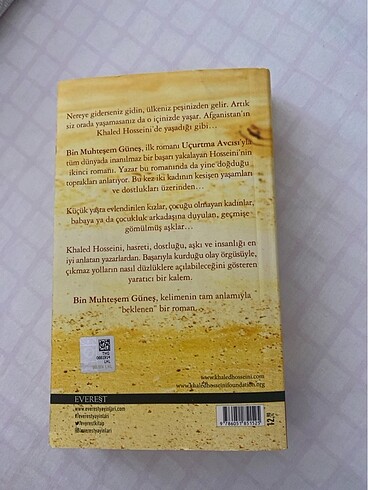 Nereye giderseniz gidin, ülkeniz peşinizden gelir. Artık
siz orada yaşamasanız da o içinizde yaşar. Afganistan'ın
Khaled Hosseini'de yaşadığı gibi…
Bin Muhteşem Güneş, ilk romanı Uçurtma Avcısı'yla
tüm dünyada inanılmaz bir başarı yakalayan Hosseini'nin
ikinci romanı. Yazar bu romanında da yine doğduğu
toprakları anlatıyor. Bu kez iki kadının kesişen yaşamları
ve dostlukları üzerinden…
Küçük yaşta evlendirilen kızlar, çocuğu olmayan kadınlar,
babaya ya da çocukluk arkadaşına duyulan, geçmişe
gömülmüş aşklar…
Khaled Hosseini, hasreti, dostluğu, aşkı ve insanlığı en
iyi anlatan yazarlardan. Başarıyla kurduğu olay örgüsüyle,
çıkmaz yolların nasıl düzlüklere açılabileceğini gösteren
yaratıcı bir kalem.
Bin Muhteşem Güneş, kelimenin tam anlamıyla
"beklenen" bir roman.
www.khaledhosseini.com
www.khaledhosseinifoundation.org
EVEREST
www.everestyayinlari.com
/everestyayinlari
/everestkitap